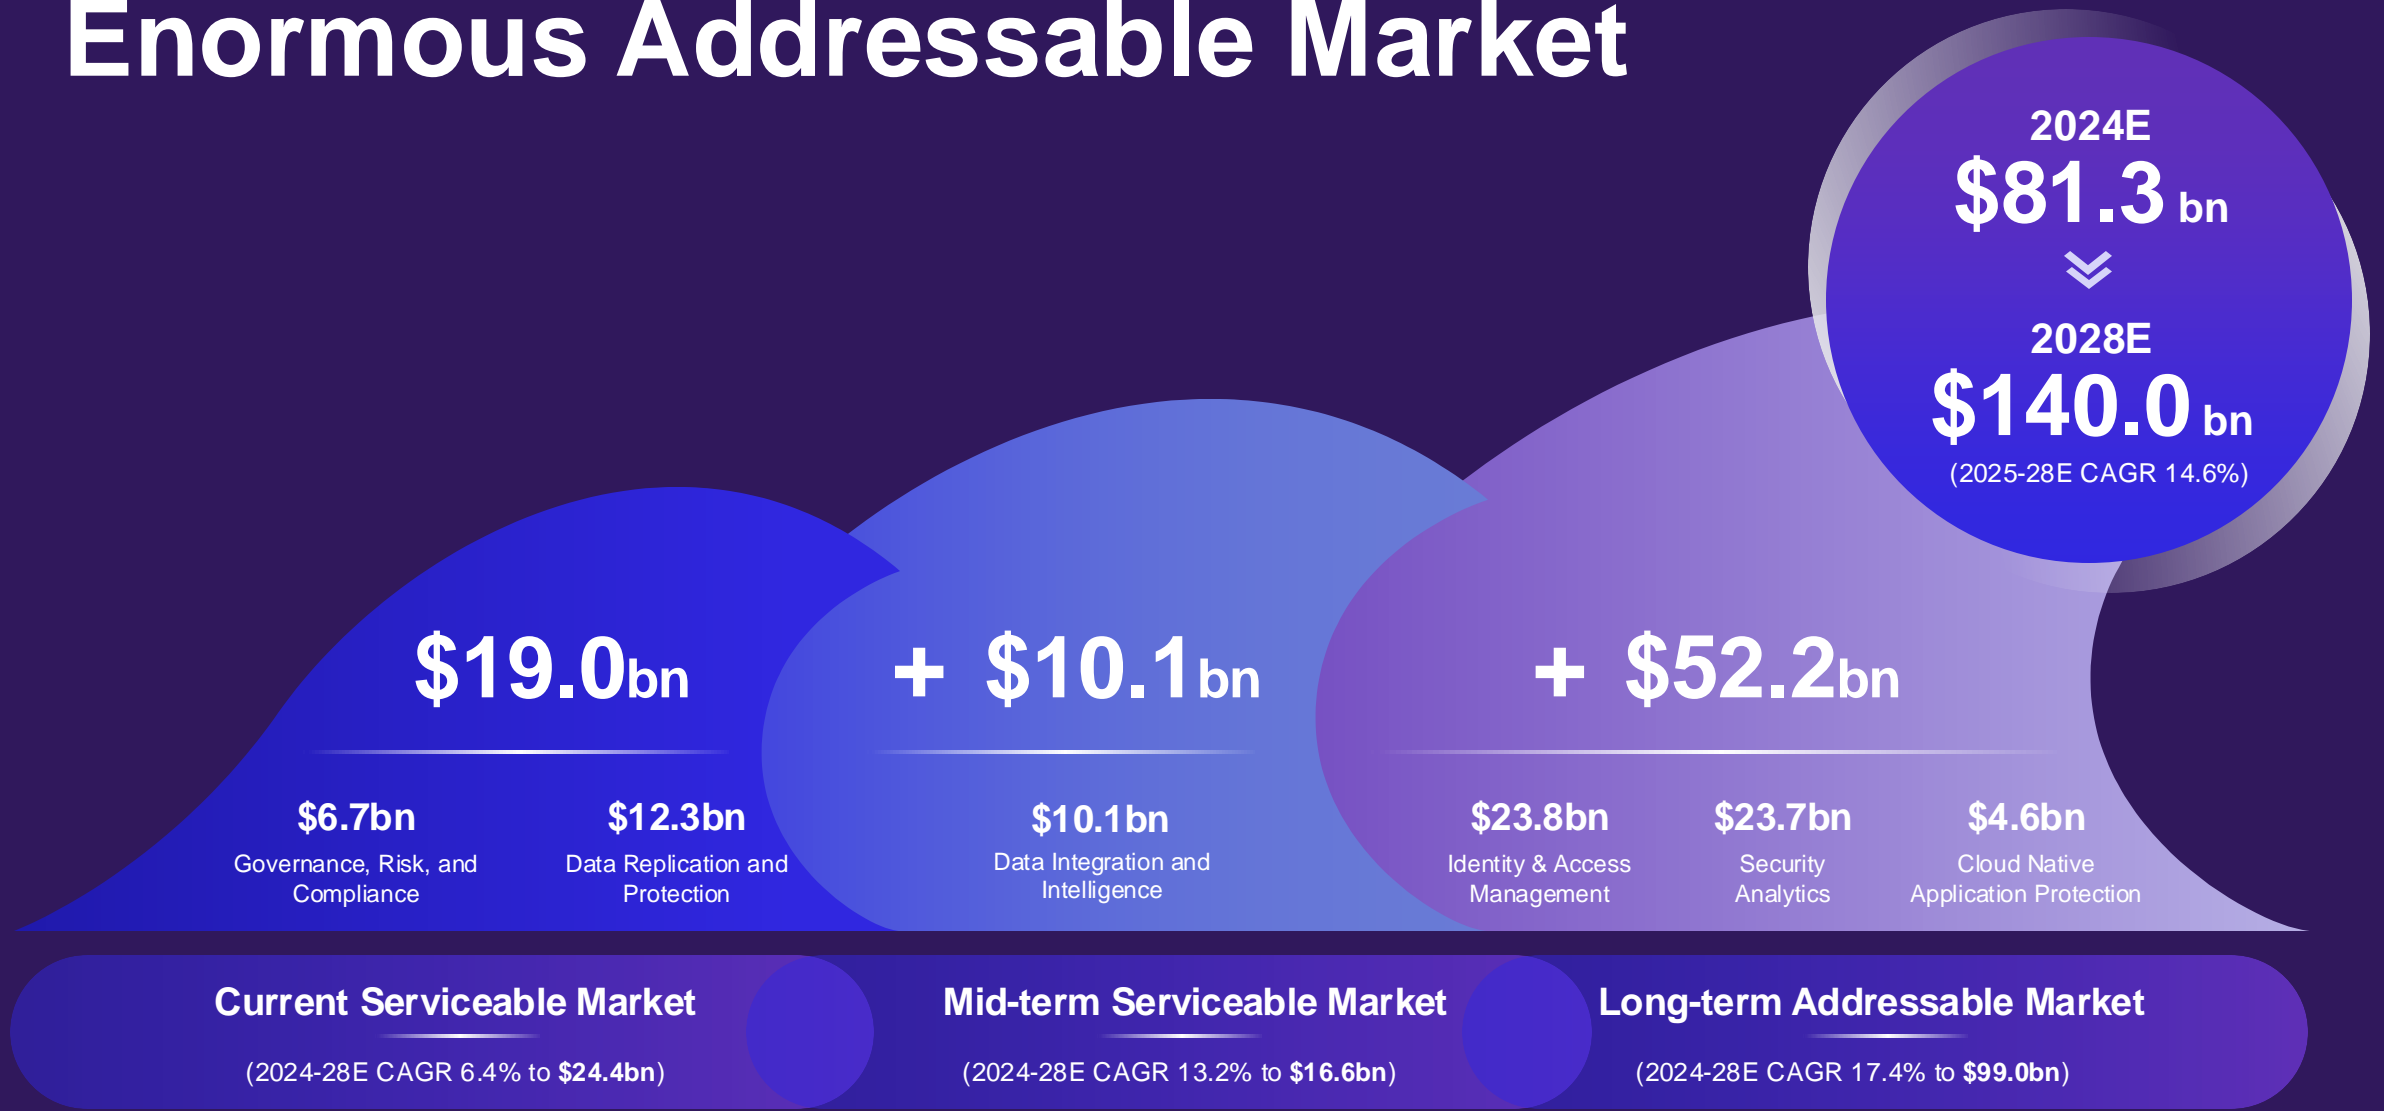 Enormous Addressable Market
2024E
$81.3 bn
2028E
$140.0 bn
(2025-28E CAGR 14.6%)
$19.0bn
+ $10.1bn
+ $52.2bn
$6.7bn
Governance, Risk, and
Compliance
$12.3bn
Data Replication and
Protection
$10.1bn
Data Integration and
Intelligence
$23.8bn
Identity & Access
Management
$23.7bn
Security
Analytics
$4.6bn
Cloud Native
Application Protection
Current Serviceable Market
(2024-28E CAGR 6.4% to $24.4bn)
Mid-term Serviceable Market
(2024-28E CAGR 13.2% to $16.6bn)
Long-term Addressable Market
(2024-28E CAGR 17.4% to $99.0bn)